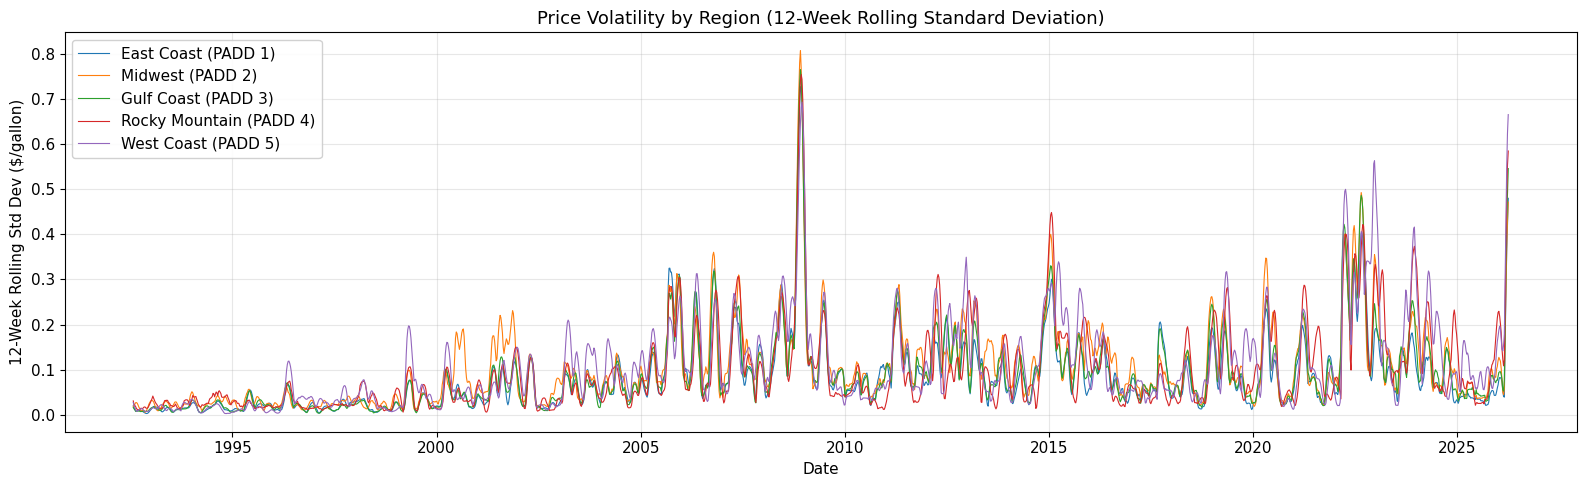 Price Volatility by Region (12-Week Rolling Standard Deviation)
East Coast (PADD 1)
Midwest (PADD 2)
Gulf Coast (PADD 3)
Rocky Mountain (PADD 4)
West Coast (PADD 5)
12-Week Rolling Std Dev ($/gallon)
0.8
0.7
0.6
0.5
0.4
0.3
0.2
0.1
0.0
1995
2000
2005
2010
2015
2020
2025
Date